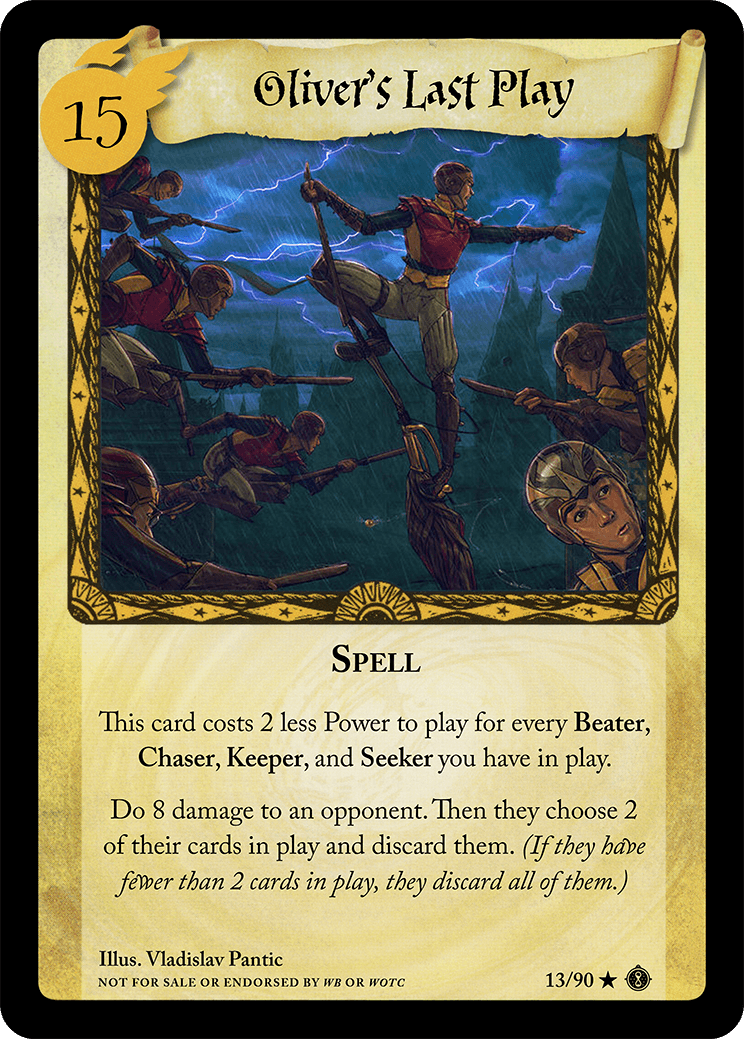 15
Oliver's Last Play
Spell
This card costs 2 less Power to play for every Beater,
Chaser, Keeper, and Seeker you have in play.
Do 8 damage to an opponent. Then they choose 2
of their cards in play and discard them. (If they have
fewer than 2 cards in play, they discard all of them.)
Illus. Vladislav Pantic
NOT FOR SALE OR ENDORSED BY WB OR WOTC
13/90 ★